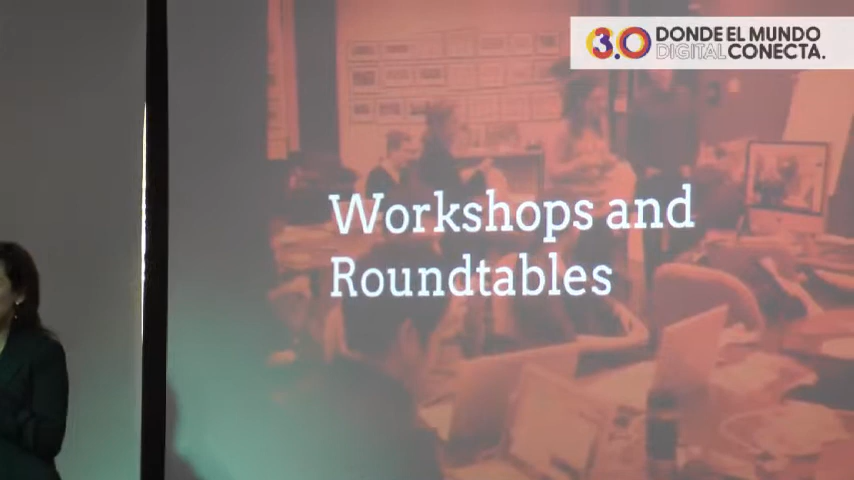 3.0 DONDE EL MUNDO
DIGITAL CONECTA.
Workshops and
Roundtables